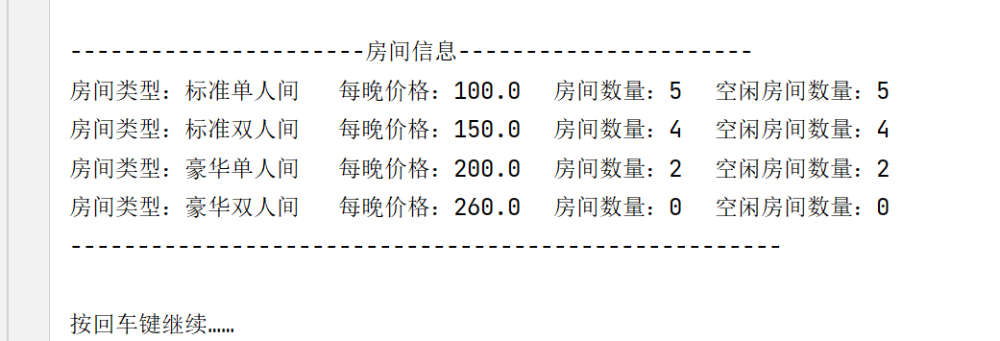 ----------------------房间信息----------------------
房间类型：标准单人间   每晚价格：100.0   房间数量：5   空闲房间数量：5
房间类型：标准双人间   每晚价格：150.0   房间数量：4   空闲房间数量：4
房间类型：豪华单人间   每晚价格：200.0   房间数量：2   空闲房间数量：2
房间类型：豪华双人间   每晚价格：260.0   房间数量：0   空闲房间数量：0
-----------------------------------------------------
按回车键继续……